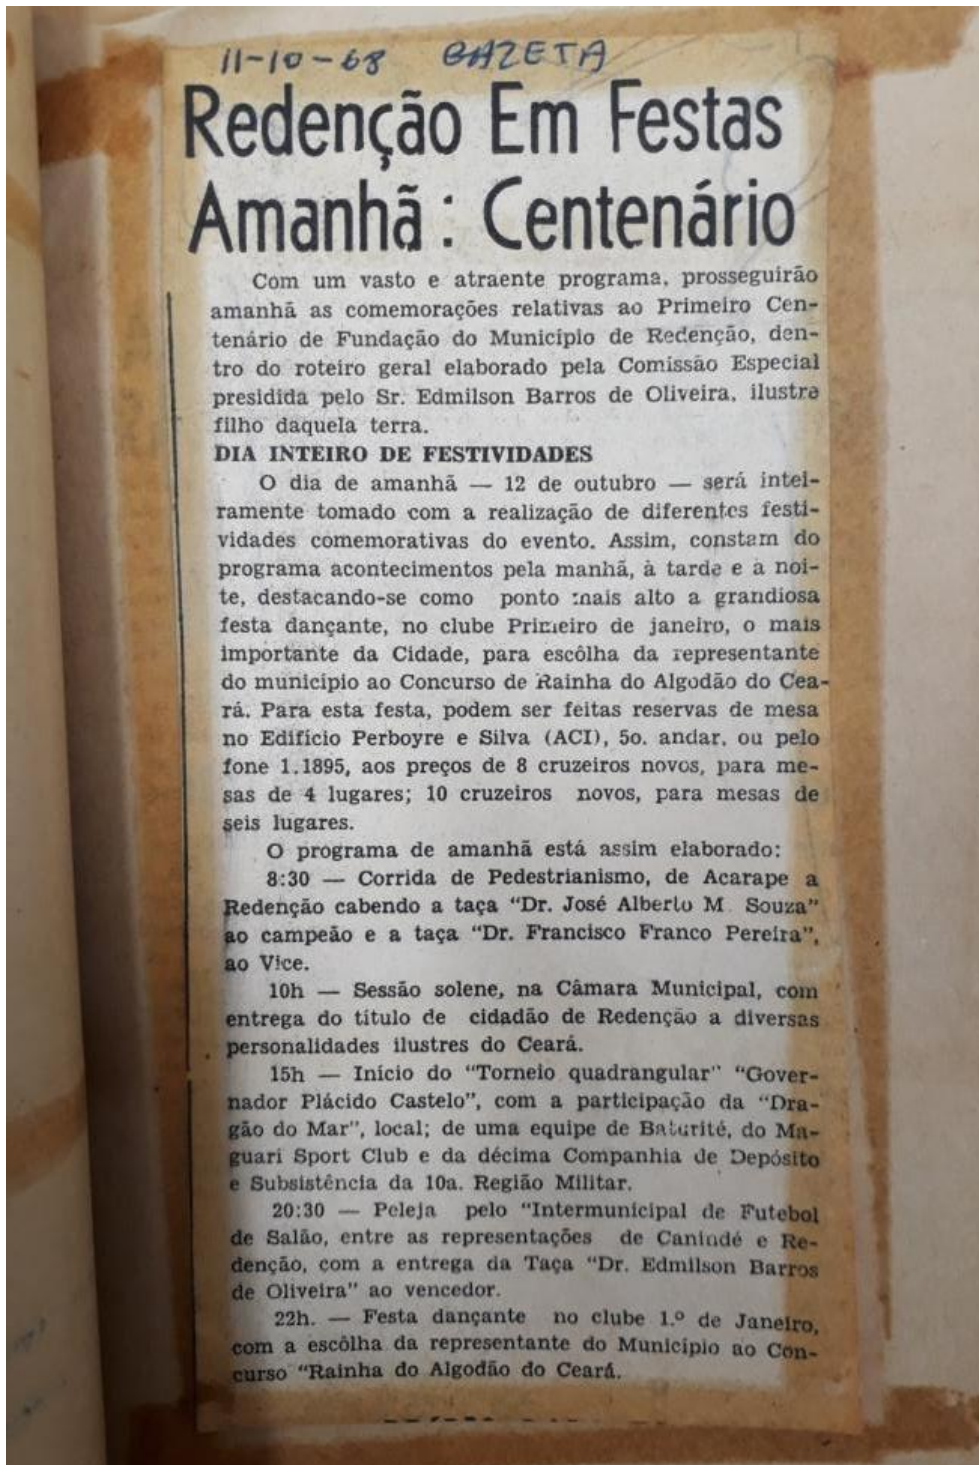 11-10-68 GAZETA
Redenção Em Festas
Amanhã : Centenário
Com um vasto e atraente programa, prosseguirão
amanhã as comemorações relativas ao Primeiro Cen-
tenário de Fundação do Município de Redenção, den-
tro do roteiro geral elaborado pela Comissão Especial
presidida pelo Sr. Edmilson Barros de Oliveira, ilustre
filho daquela terra.
DIA INTEIRO DE FESTIVIDADES
O dia de amanhã — 12 de outubro — será intei-
ramente tomado com a realização de diferentes festi-
vidades comemorativas do evento. Assim, constam do
programa acontecimentos pela manhã, à tarde e à noi-
te, destacando-se como ponto mais alto a grandiosa
festa dançante, no clube Primeiro de janeiro, o mais
importante da Cidade, para escôlha da representante
do município ao Concurso de Rainha do Algodão do Cea-
rá. Para esta festa, podem ser feitas reservas de mesa
no Edifício Perboyre e Silva (ACI), 5o. andar, ou pelo
fone 1.1895, aos preços de 8 cruzeiros novos, para me-
sas de 4 lugares; 10 cruzeiros novos, para mesas de
seis lugares.
O programa de amanhã está assim elaborado:
8:30 — Corrida de Pedestrianismo, de Acarape a
Redenção cabendo a taça "Dr. José Alberto M. Souza"
ao campeão e a taça "Dr. Francisco Franco Pereira",
ao Vice.
10h — Sessão solene, na Câmara Municipal, com
entrega do título de cidadão de Redenção a diversas
personalidades ilustres do Ceará.
15h — Início do "Torneio quadrangular" "Gover-
nador Plácido Castelo", com a participação da "Dra-
gão do Mar", local; de uma equipe de Baturité, do Ma-
guari Sport Club e da décima Companhia de Depósito
e Subsistência da 10a. Região Militar.
20:30 — Peleja pelo "Intermunicipal de Futebol
de Salão, entre as representações de Canindé e Re-
denção, com a entrega da Taça "Dr. Edmilson Barros
de Oliveira" ao vencedor.
22h. — Festa dançante no clube 1.º de Janeiro,
com a escôlha da representante do Município ao Con-
curso "Rainha do Algodão do Ceará.